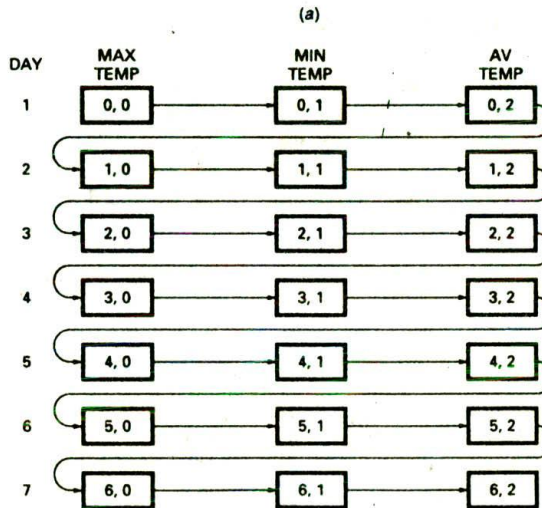 (a)
DAY MAX TEMP MIN TEMP AV TEMP
1 0, 0 0, 1 0, 2
2 1, 0 1, 1 1, 2
3 2, 0 2, 1 2, 2
4 3, 0 3, 1 3, 2
5 4, 0 4, 1 4, 2
6 5, 0 5, 1 5, 2
7 6, 0 6, 1 6, 2